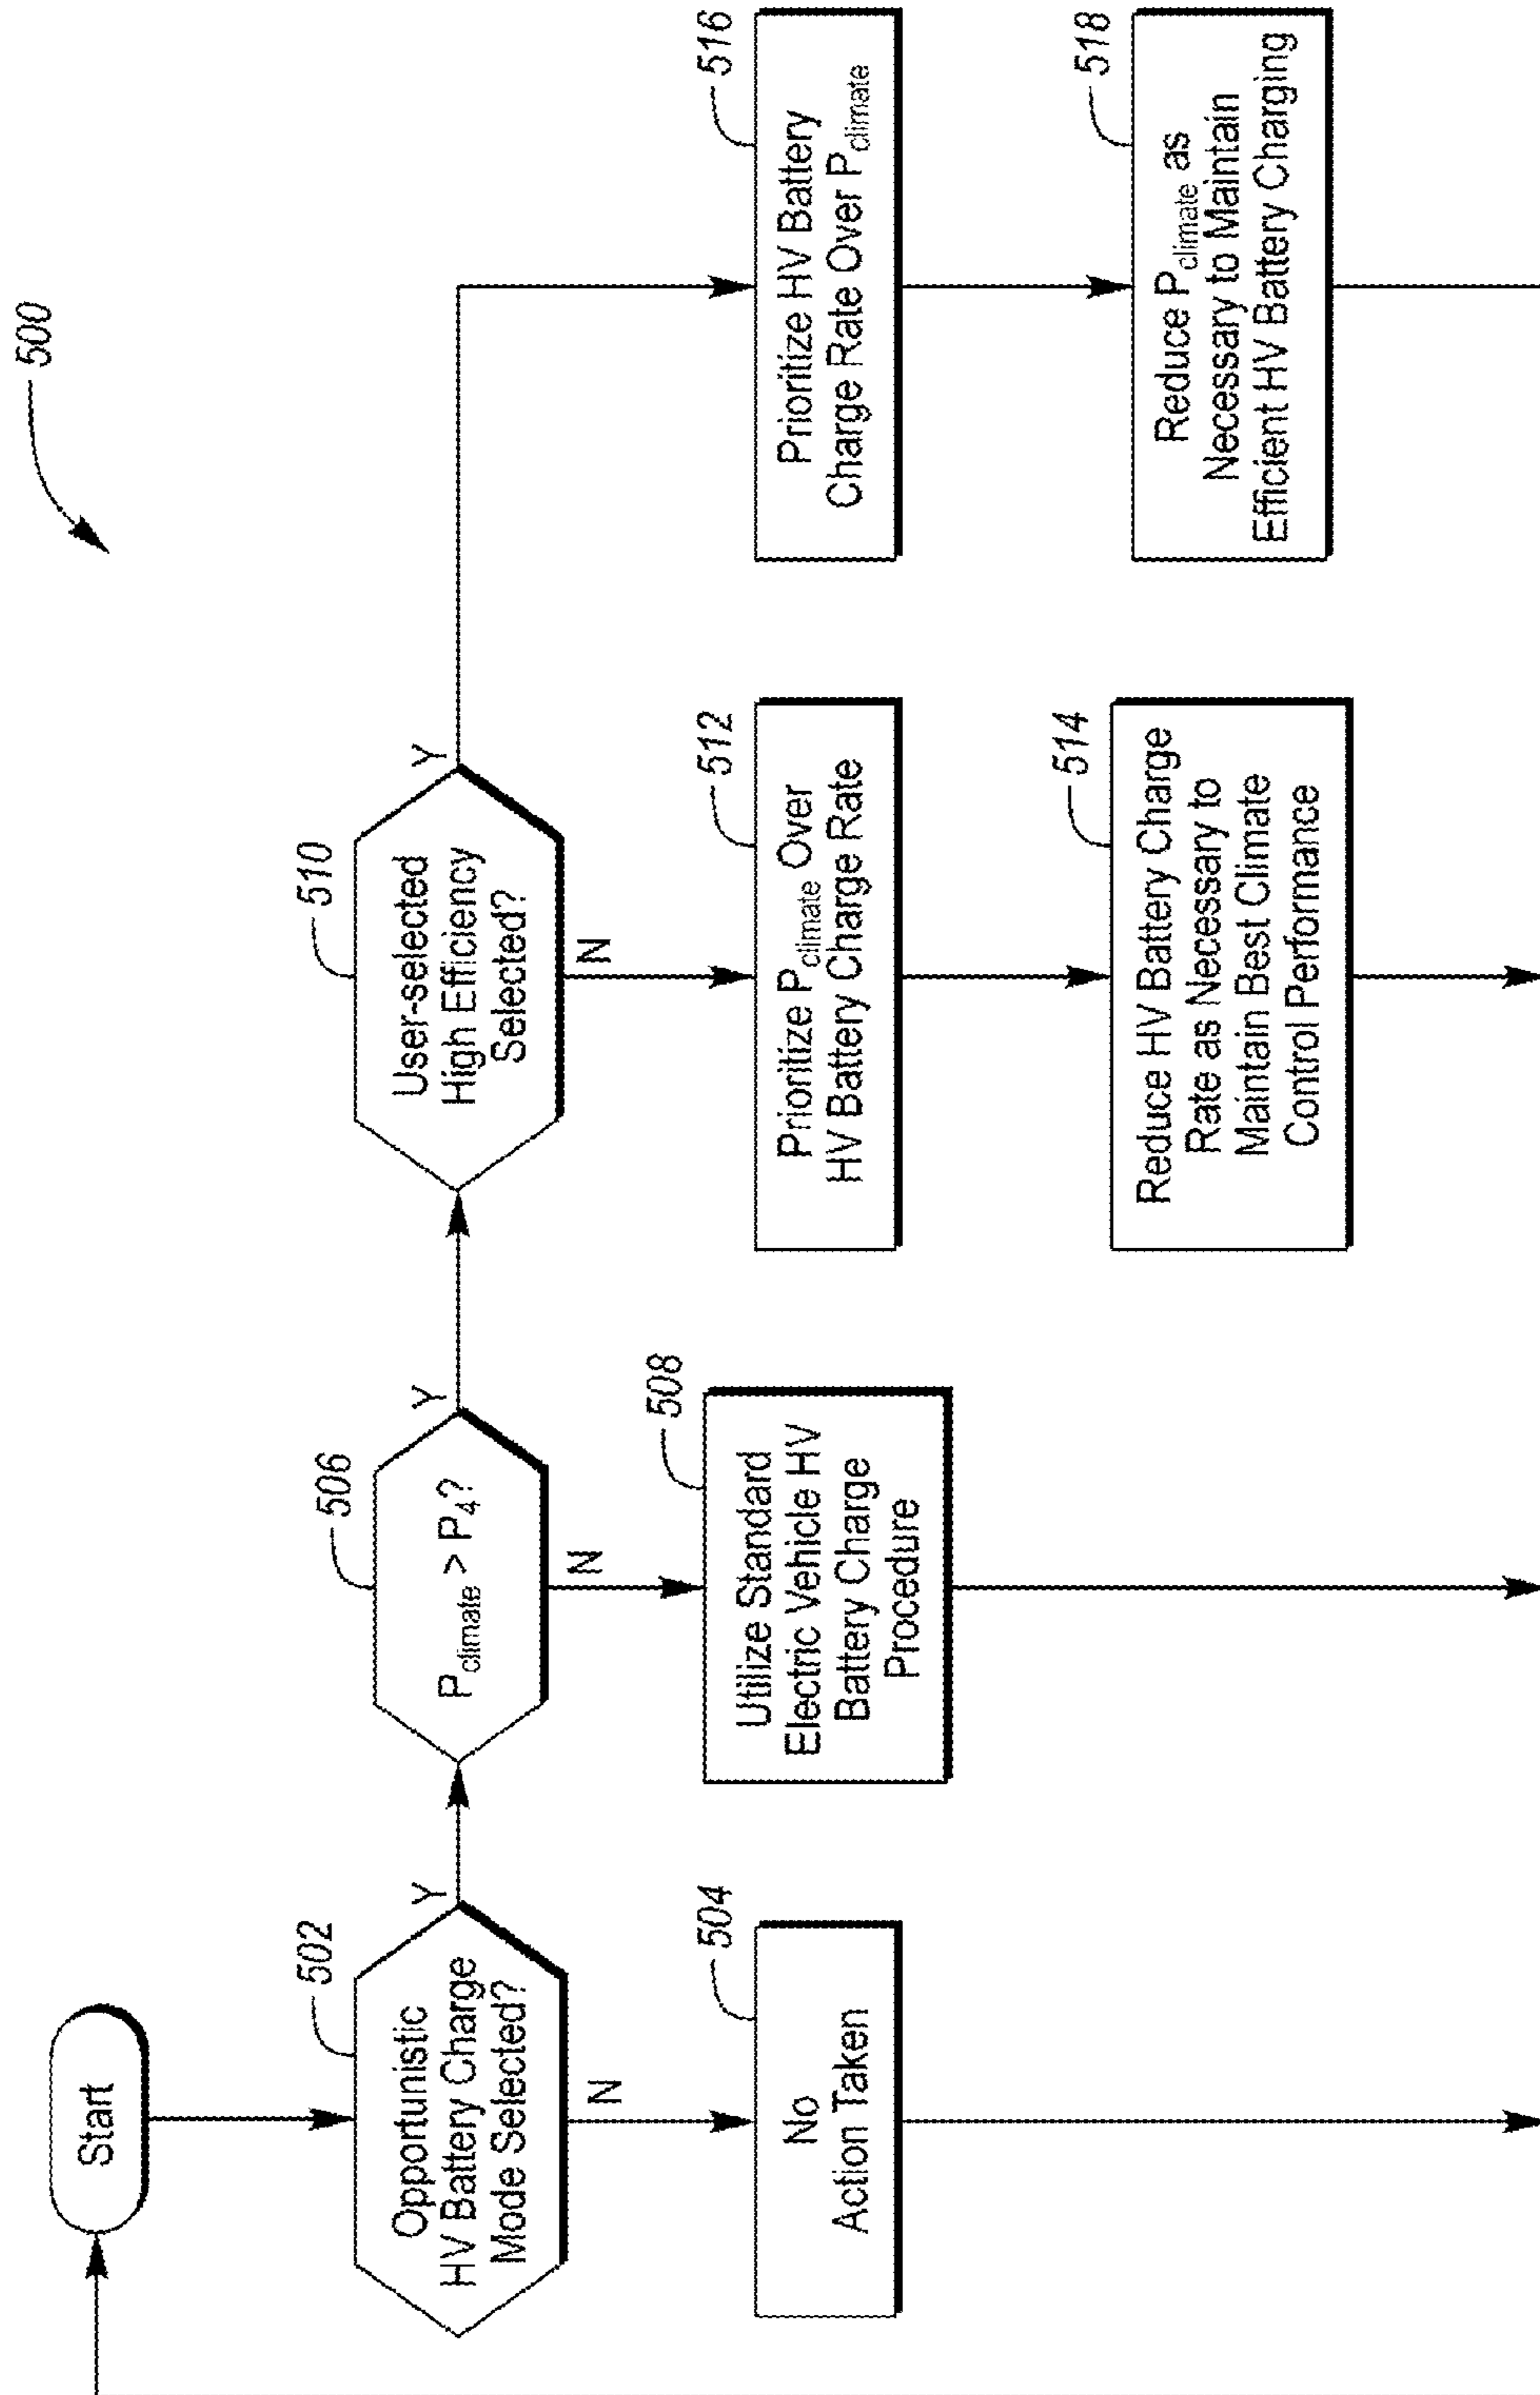 500
Start
502
Opportunistic
HV Battery Charge
Mode Selected?
Y
N
504
No
Action Taken
506
P_climate > P_4?
Y
N
508
Utilize Standard
Electric Vehicle HV
Battery Charge
Procedure
510
User-selected
High Efficiency
Selected?
Y
N
512
Prioritize P_climate Over
HV Battery Charge Rate
514
Reduce HV Battery Charge
Rate as Necessary to
Maintain Best Climate
Control Performance
516
Prioritize HV Battery
Charge Rate Over P_climate
518
Reduce P_climate as
Necessary to Maintain
Efficient HV Battery Charging